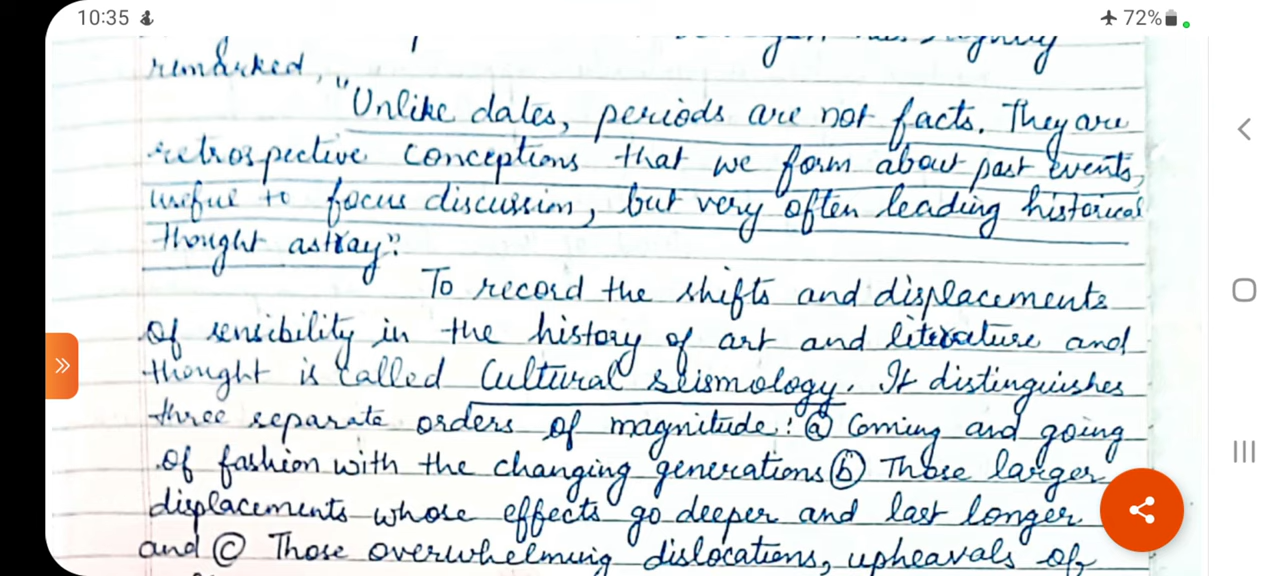 10:35
72%
rightly
remarked,
"Unlike dates, periods are not facts. They are
retrospective conceptions that we form about past events,
useful to focus discussion, but very often leading historical
thought astray".
To record the shifts and displacements
of sensibility in the history of art and literature and
thought is called Cultural seismology. It distinguishes
three separate orders of magnitude: (a) Coming and going
of fashion with the changing generations (b) Those larger
displacements whose effects go deeper and last longer
and (c) Those overwhelming dislocations, upheavals of